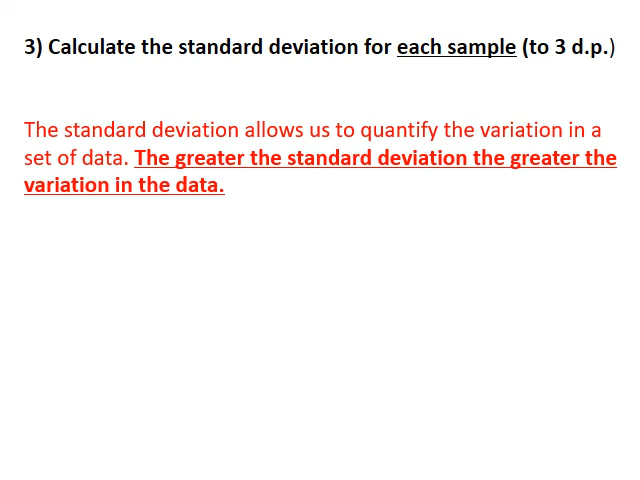 3) Calculate the standard deviation for each sample (to 3 d.p.)
The standard deviation allows us to quantify the variation in a
set of data. The greater the standard deviation the greater the
variation in the data.